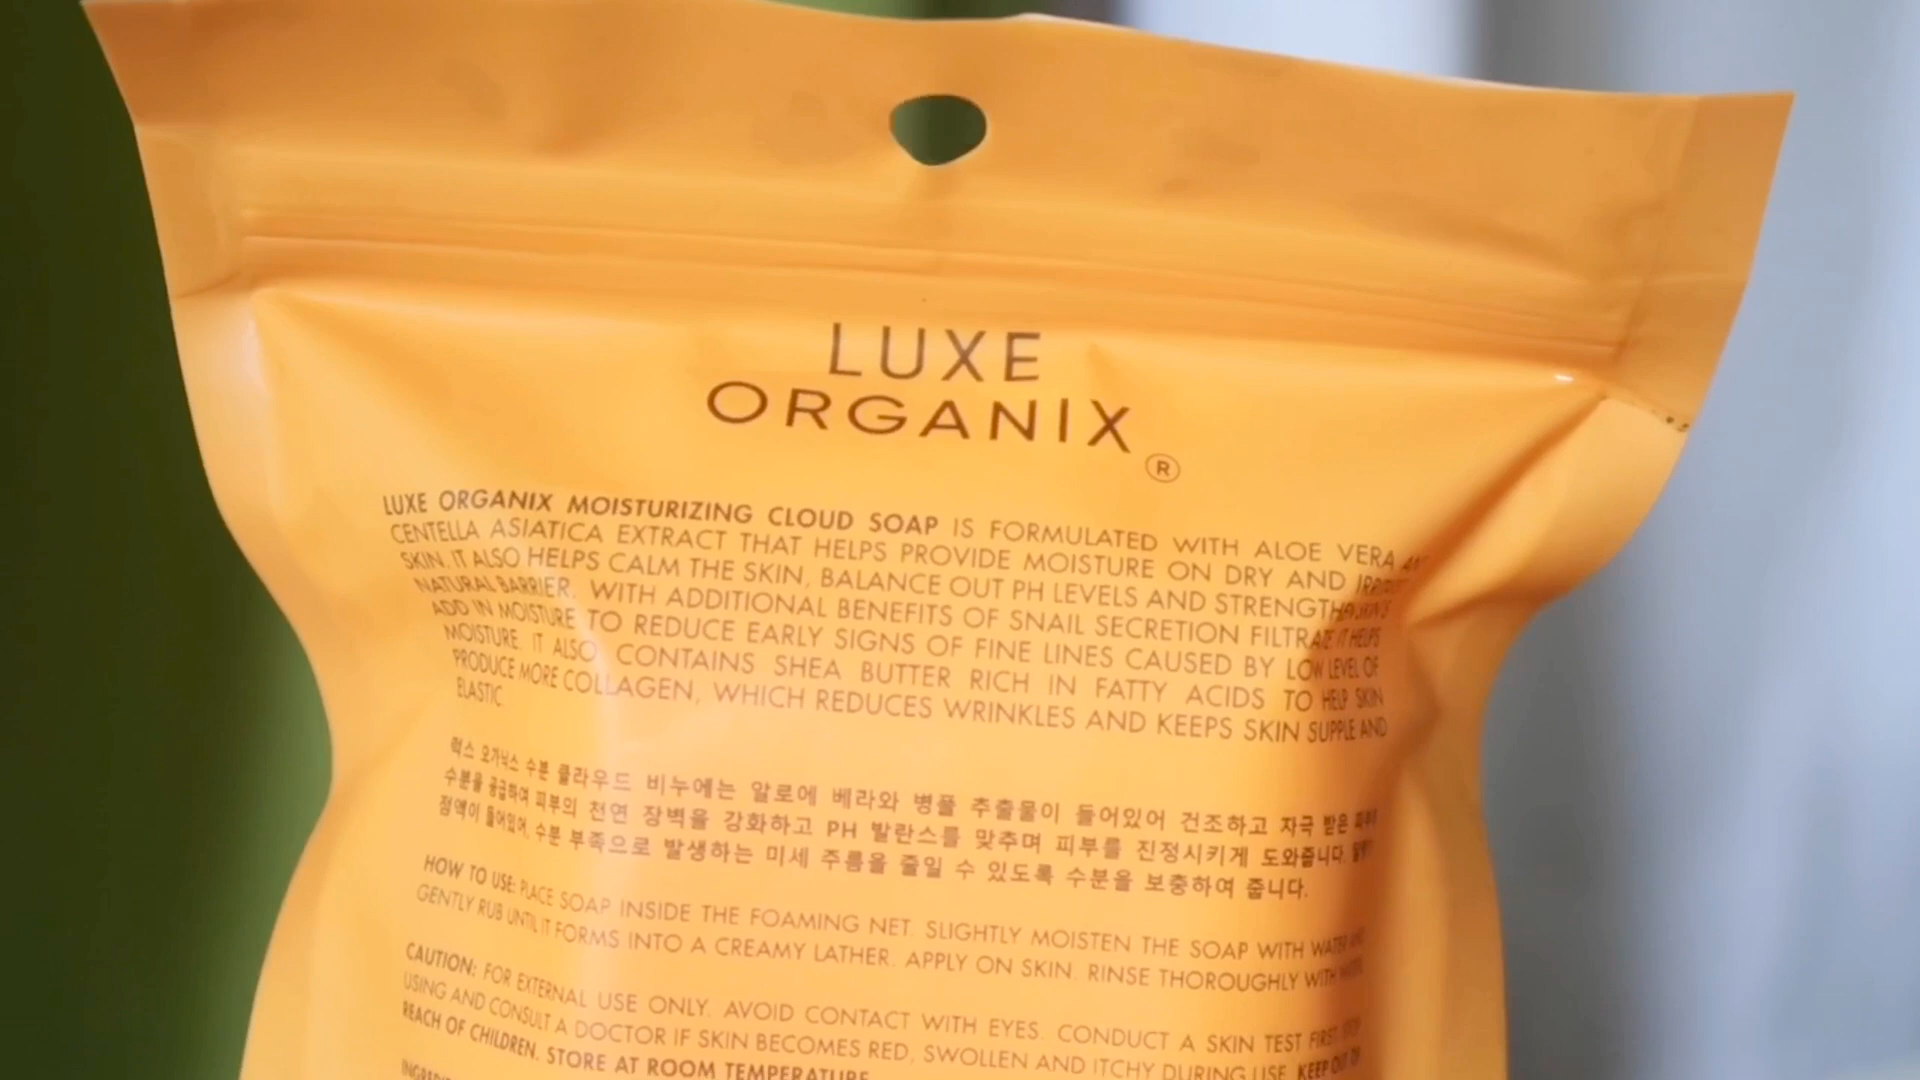 LUXE
ORGANIX
®
LUXE ORGANIX MOISTURIZING CLOUD SOAP IS FORMULATED WITH ALOE VERA
CENTELLA ASIATICA EXTRACT THAT HELPS PROVIDE MOISTURE ON DRY AND
SKIN. IT ALSO HELPS CALM THE SKIN, BALANCE OUT PH LEVELS AND STRENGTHEN SKIN'S
NATURAL BARRIER. WITH ADDITIONAL BENEFITS OF SNAIL SECRETION FILTRATE IT HELPS
ADD IN MOISTURE TO REDUCE EARLY SIGNS OF FINE LINES CAUSED BY LOW LEVEL OF
MOISTURE. IT ALSO CONTAINS SHEA BUTTER RICH IN FATTY ACIDS TO HELP SKIN
PRODUCE MORE COLLAGEN, WHICH REDUCES WRINKLES AND KEEPS SKIN SUPPLE AND
ELASTIC.
럭스 오가닉스 수분 클라우드 비누에는 알로에 베라와 병풀 추출물이 들어있어 건조하고 자극 받은 피부에
수분을 공급하여 피부의 천연 장벽을 강화하고 PH 발란스를 맞추며 피부를 진정시키게 도와줍니다.
점액이 들어있어, 수분 부족으로 발생하는 미세 주름을 줄일 수 있도록 수분을 보충하여 줍니다.
HOW TO USE: PLACE SOAP INSIDE THE FOAMING NET. SLIGHTLY MOISTEN THE SOAP WITH WATER
GENTLY RUB UNTIL IT FORMS INTO A CREAMY LATHER. APPLY ON SKIN. RINSE THOROUGHLY WITH WATER.
CAUTION: FOR EXTERNAL USE ONLY. AVOID CONTACT WITH EYES. CONDUCT A SKIN TEST FIRST. STOP
USING AND CONSULT A DOCTOR IF SKIN BECOMES RED, SWOLLEN AND ITCHY DURING USE. KEEP OUT OF
REACH OF CHILDREN. STORE AT ROOM TEMPERATURE.